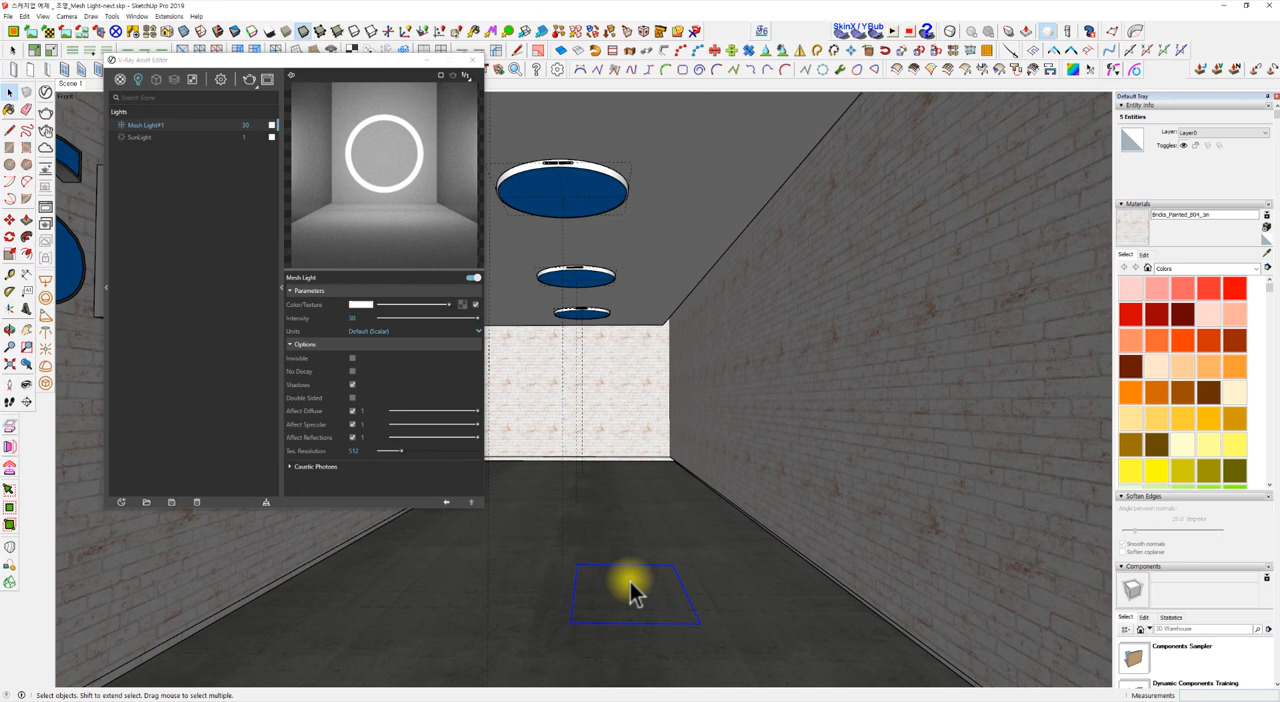 스케치업 예제 _ 조명_Mesh Light-next.skp - SketchUp Pro 2019
File Edit View Camera Draw Tools Window Extensions Help
SkinX/YBub
Scene 1
Front
V-Ray Asset Editor
Search Scene
Lights
Mesh Light#1 30
SunLight 1
Mesh Light
Parameters
Color/Texture
Intensity 30
Units Default (Scalar)
Options
Invisible
No Decay
Shadows
Double Sided
Affect Diffuse 1
Affect Specular 1
Affect Reflections 1
Tex. Resolution 512
Caustic Photons
Default Tray
Entity Info
5 Entities
Layer: Layer0
Toggles:
Materials
Bricks_Painted_B04_1m
Select Edit
Colors
Soften Edges
Angle between normals:
20.0 degrees
Smooth normals
Soften coplanar
Components
Select Edit Statistics
3D Warehouse
Components Sampler
Dynamic Components Training
Select objects. Shift to extend select. Drag mouse to select multiple.
Measurements